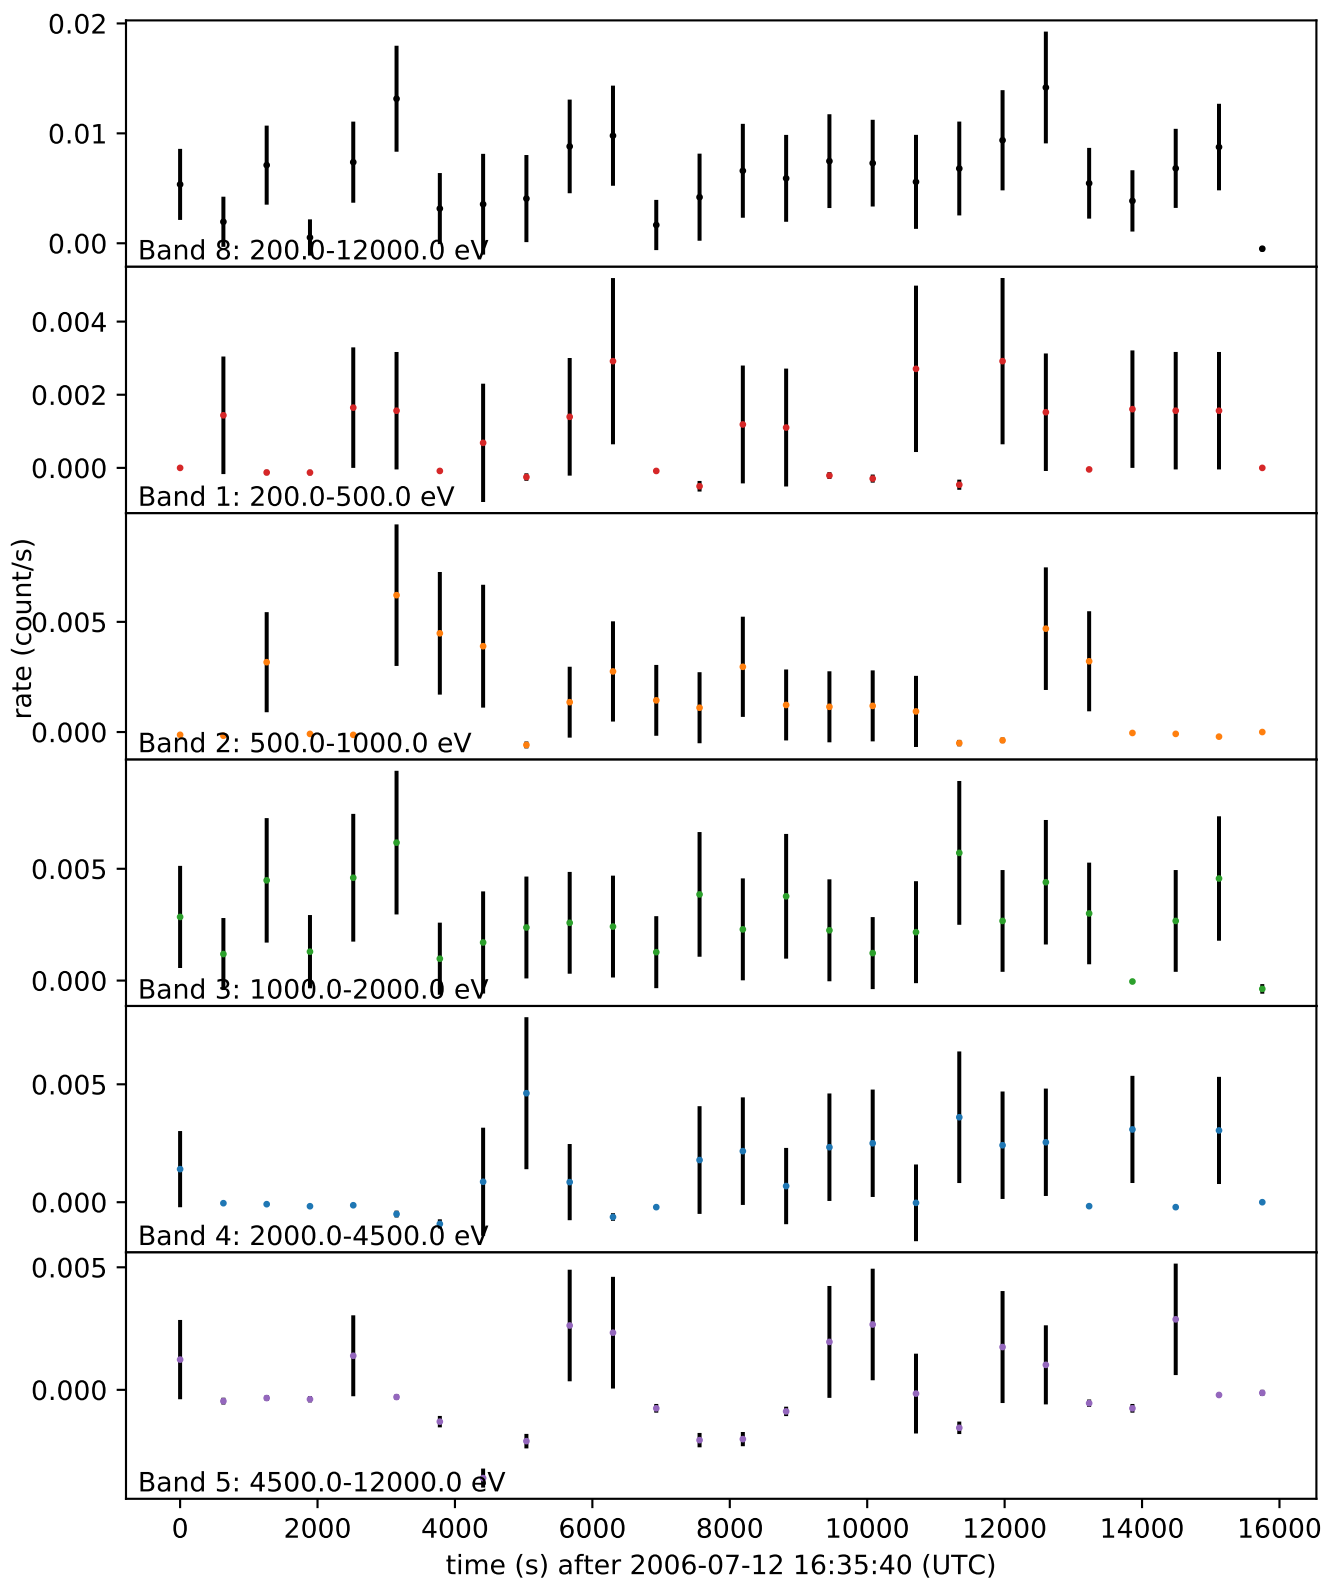 0.02
0.01
0.00
Band 8: 200.0-12000.0 eV
0.004
0.002
0.000
Band 1: 200.0-500.0 eV
rate (count/s)
0.005
0.000
Band 2: 500.0-1000.0 eV
0.005
0.000
Band 3: 1000.0-2000.0 eV
0.005
0.000
Band 4: 2000.0-4500.0 eV
0.005
0.000
Band 5: 4500.0-12000.0 eV
0 2000 4000 6000 8000 10000 12000 14000 16000
time (s) after 2006-07-12 16:35:40 (UTC)